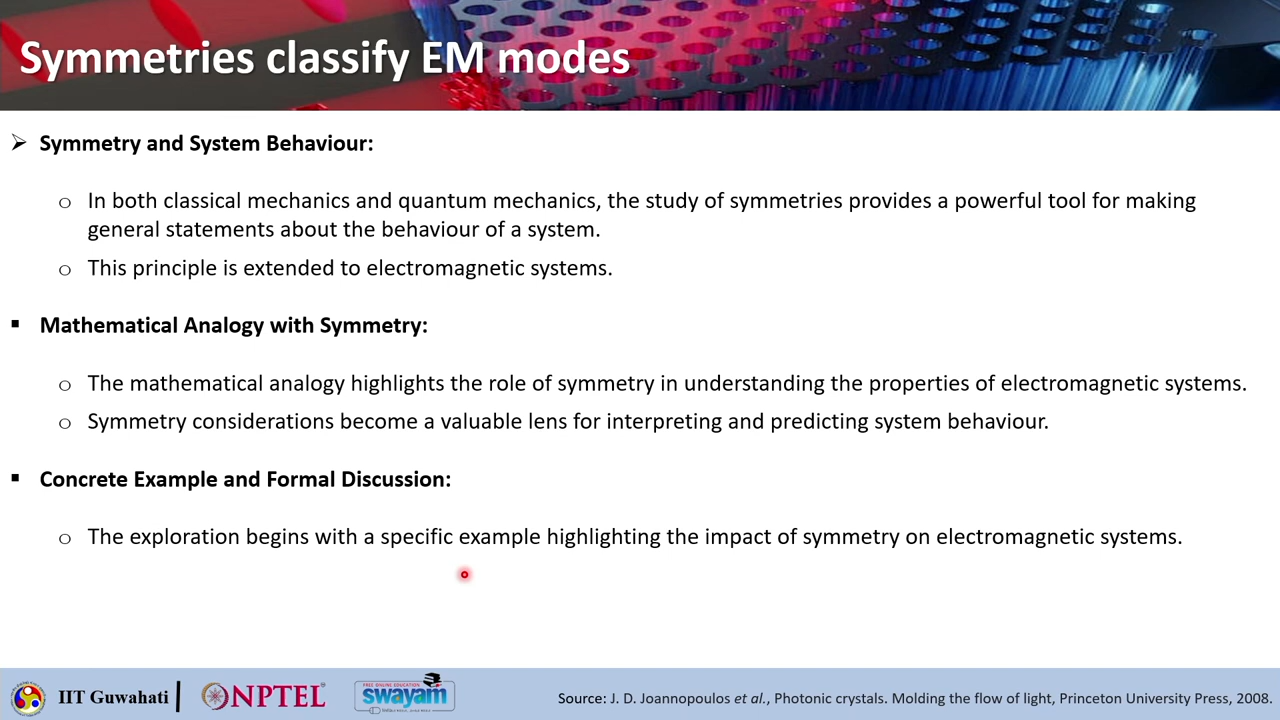 Symmetries classify EM modes
Symmetry and System Behaviour:
In both classical mechanics and quantum mechanics, the study of symmetries provides a powerful tool for making
general statements about the behaviour of a system.
This principle is extended to electromagnetic systems.
Mathematical Analogy with Symmetry:
The mathematical analogy highlights the role of symmetry in understanding the properties of electromagnetic systems.
Symmetry considerations become a valuable lens for interpreting and predicting system behaviour.
Concrete Example and Formal Discussion:
The exploration begins with a specific example highlighting the impact of symmetry on electromagnetic systems.
IIT Guwahati
NPTEL
FREE ONLINE EDUCATION
swayam
Source: J. D. Joannopoulos et al., Photonic crystals. Molding the flow of light, Princeton University Press, 2008.